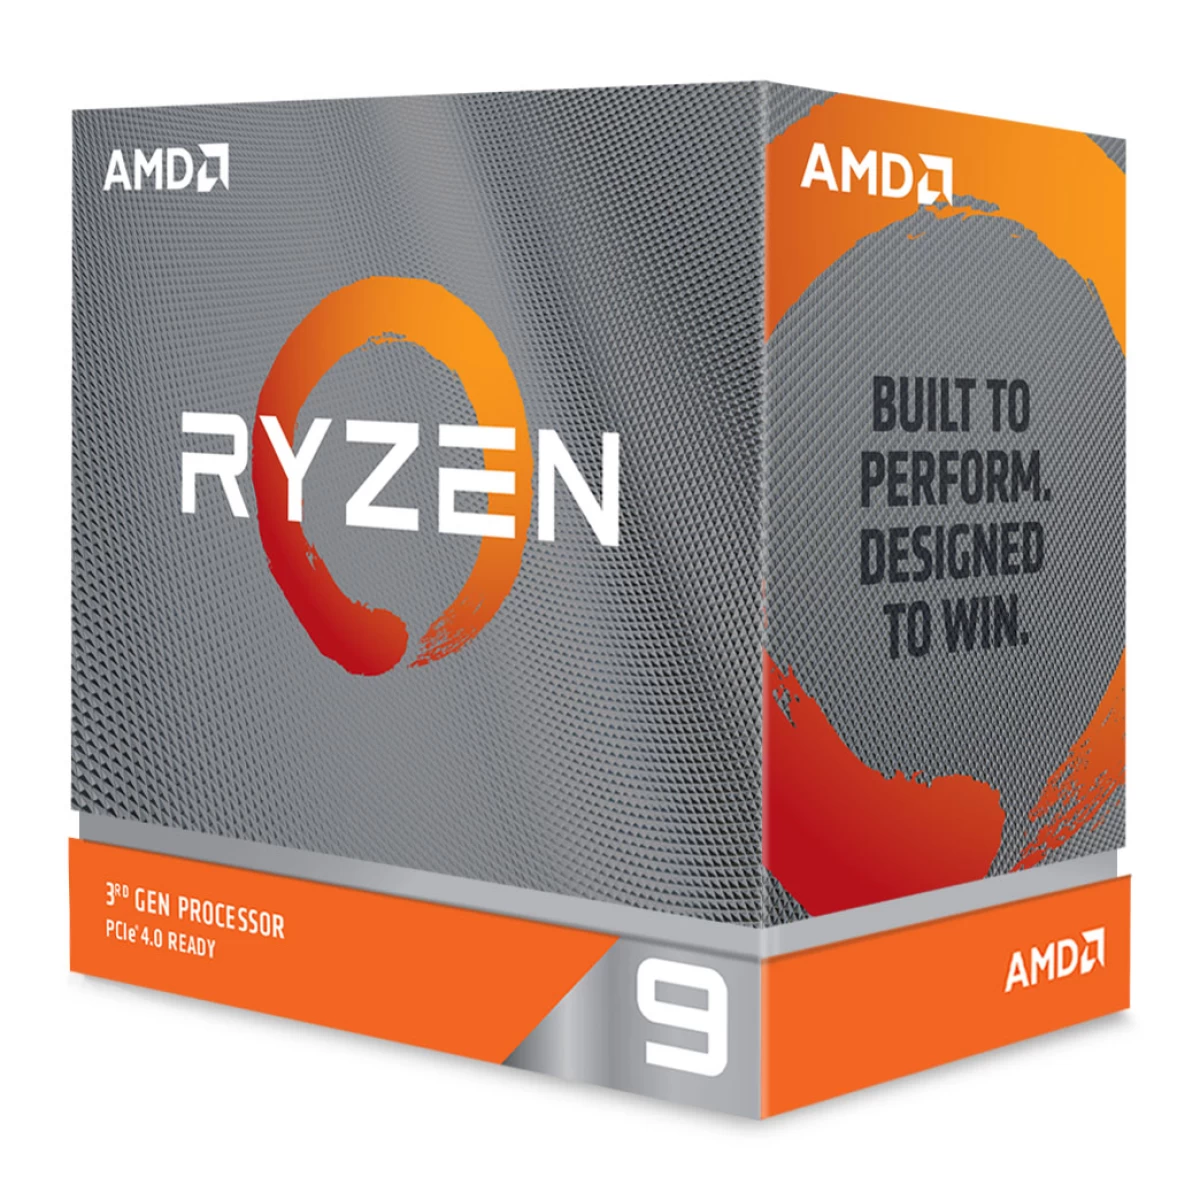 AMD
RYZEN
3RD GEN PROCESSOR
PCIe® 4.0 READY
9
AMD
BUILT TO
PERFORM.
DESIGNED
TO WIN.
AMD